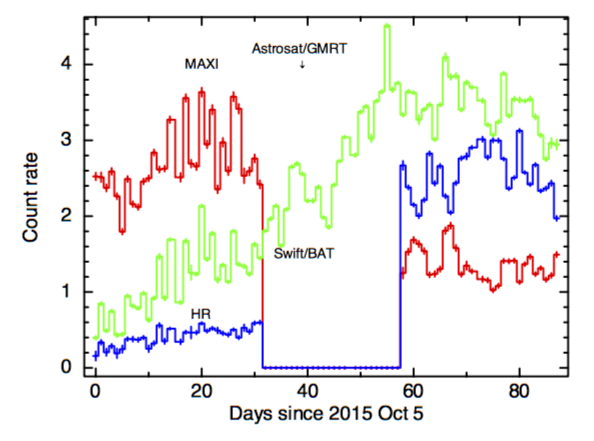 Astrosat/GMRT
↓
MAXI
Swift/BAT
HR
Count rate
4
3
2
1
0
0 20 40 60 80
Days since 2015 Oct 5